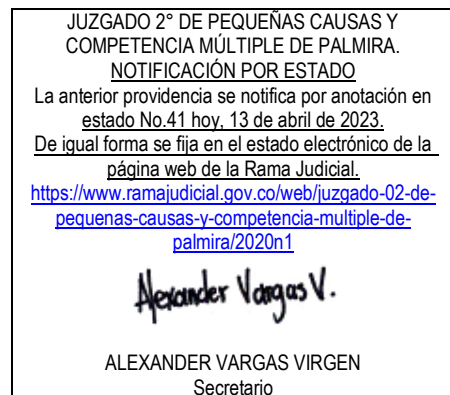 JUZGADO 2° DE PEQUEÑAS CAUSAS Y
COMPETENCIA MÚLTIPLE DE PALMIRA.
NOTIFICACIÓN POR ESTADO
La anterior providencia se notifica por anotación en
estado No.41 hoy, 13 de abril de 2023.
De igual forma se fija en el estado electrónico de la
página web de la Rama Judicial.
https://www.ramajudicial.gov.co/web/juzgado-02-de-
pequenas-causas-y-competencia-multiple-de-
palmira/2020n1
Alexander Vargas V.
ALEXANDER VARGAS VIRGEN
Secretario